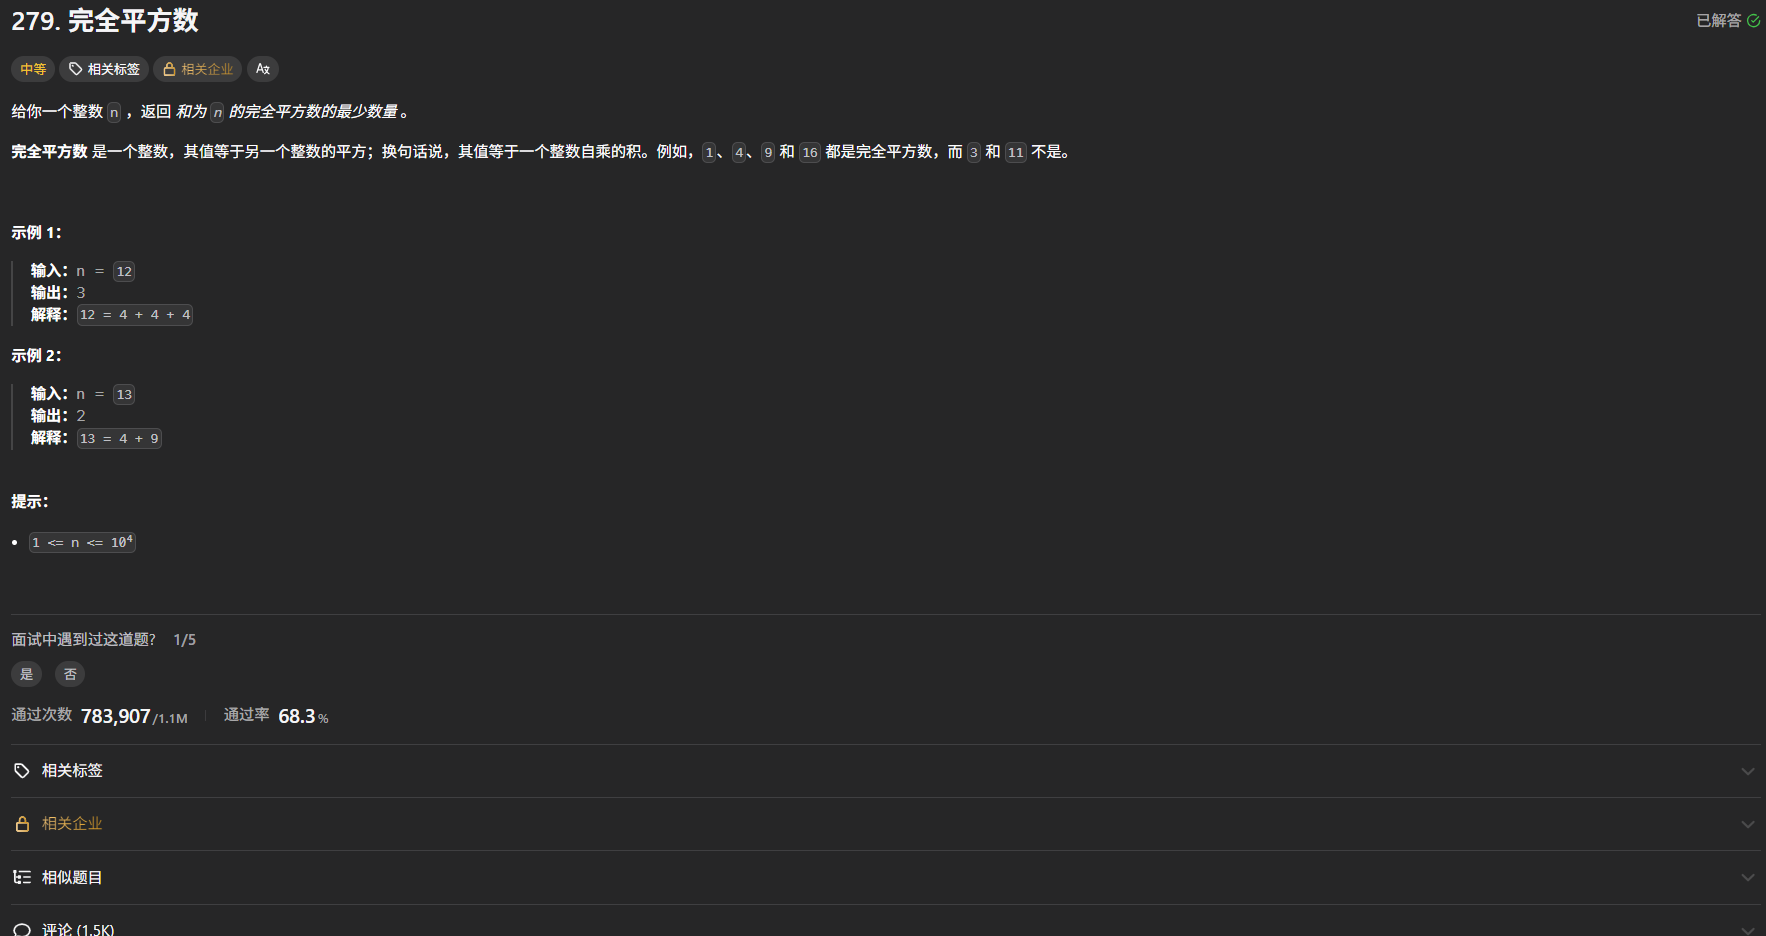 279. 完全平方数
已解答
中等 相关标签 相关企业
给你一个整数 n ，返回 和为 n 的完全平方数的最少数量 。
完全平方数 是一个整数，其值等于另一个整数的平方；换句话说，其值等于一个整数自乘的积。例如，1、4、9 和 16 都是完全平方数，而 3 和 11 不是。
示例 1：
输入：n = 12
输出：3
解释：12 = 4 + 4 + 4
示例 2：
输入：n = 13
输出：2
解释：13 = 4 + 9
提示：
1 <= n <= 10⁴
面试中遇到过这道题? 1/5
是 否
通过次数 783,907/1.1M 通过率 68.3%
相关标签
相关企业
相似题目
评论 (1.5K)